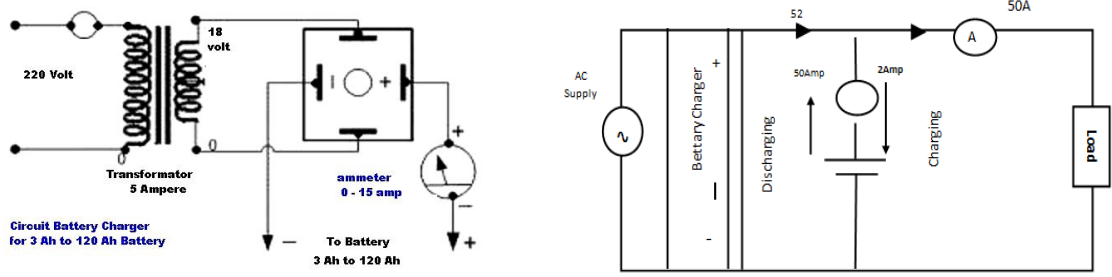 18
volt
220 Volt
0
0
− +
Transformator
5 Ampere
ammeter
0 - 15 amp
+
−
Circuit Battery Charger
for 3 Ah to 120 Ah Battery
− To Battery +
3 Ah to 120 Ah
50A
52
A
AC
Supply
∿
Bettary Charger
+
-
Discharging
50Amp
2Amp
Charging
Load